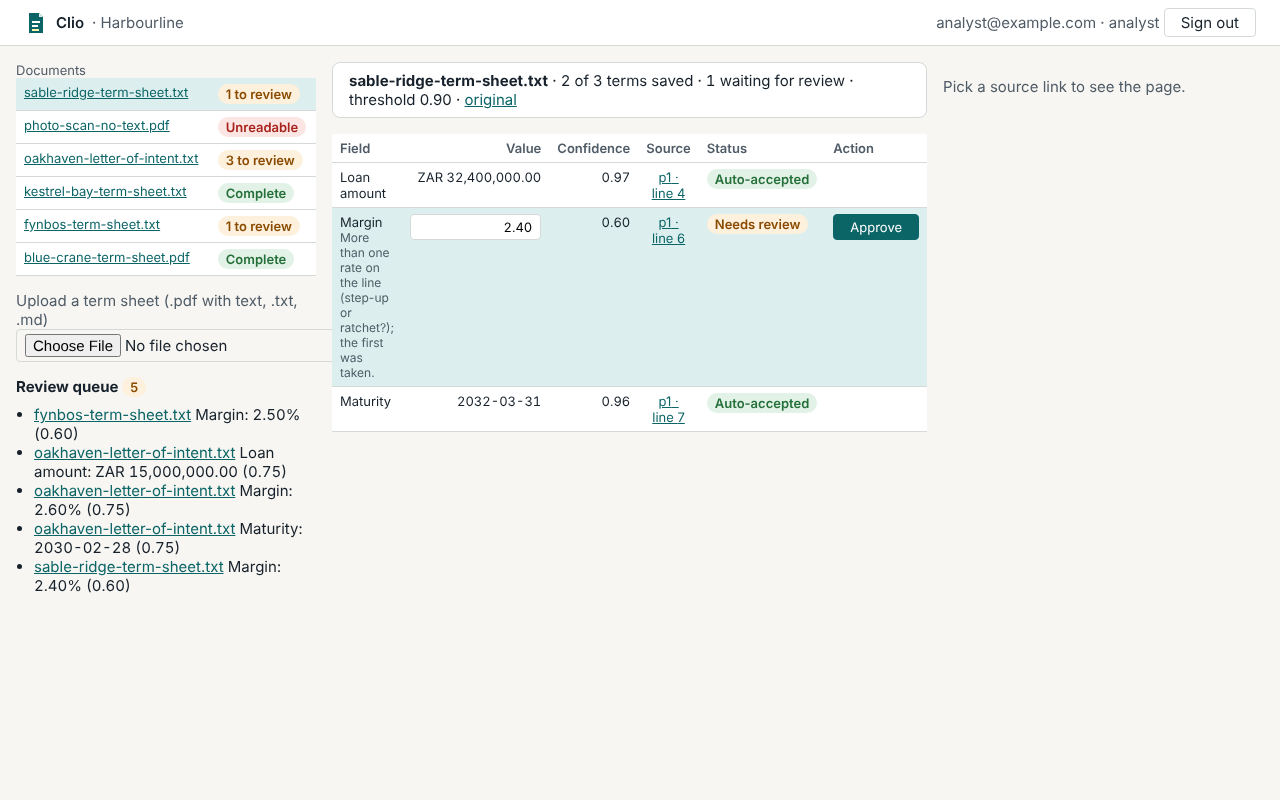 Clio · Harbourline
analyst@example.com · analyst Sign out
Documents
sable-ridge-term-sheet.txt 1 to review
photo-scan-no-text.pdf Unreadable
oakhaven-letter-of-intent.txt 3 to review
kestrel-bay-term-sheet.txt Complete
fynbos-term-sheet.txt 1 to review
blue-crane-term-sheet.pdf Complete
Upload a term sheet (.pdf with text, .txt,
.md)
Choose File No file chosen
Review queue 5
• fynbos-term-sheet.txt Margin: 2.50%
(0.60)
• oakhaven-letter-of-intent.txt Loan
amount: ZAR 15,000,000.00 (0.75)
• oakhaven-letter-of-intent.txt Margin:
2.60% (0.75)
• oakhaven-letter-of-intent.txt Maturity:
2030-02-28 (0.75)
• sable-ridge-term-sheet.txt Margin:
2.40% (0.60)
sable-ridge-term-sheet.txt · 2 of 3 terms saved · 1 waiting for review ·
threshold 0.90 · original
Field Value Confidence Source Status Action
Loan ZAR 32,400,000.00 0.97 p1 · Auto-accepted
amount line 4
Margin 2.40 0.60 p1 · Needs review Approve
More line 6
than one
rate on
the line
(step-up
or
ratchet?);
the first
was
taken.
Maturity 2032-03-31 0.96 p1 · Auto-accepted
line 7
Pick a source link to see the page.